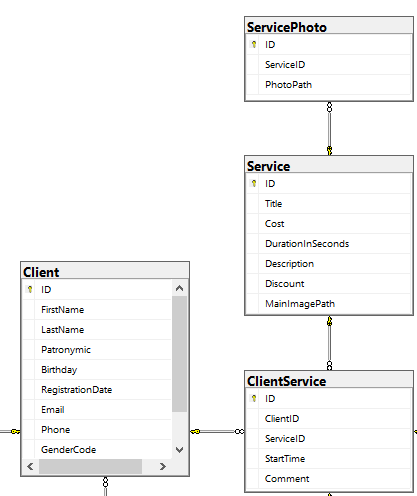 ServicePhoto
ID
ServiceID
PhotoPath
Service
ID
Title
Cost
DurationInSeconds
Description
Discount
MainImagePath
Client
ID
FirstName
LastName
Patronymic
Birthday
RegistrationDate
Email
Phone
GenderCode
ClientService
ID
ClientID
ServiceID
StartTime
Comment